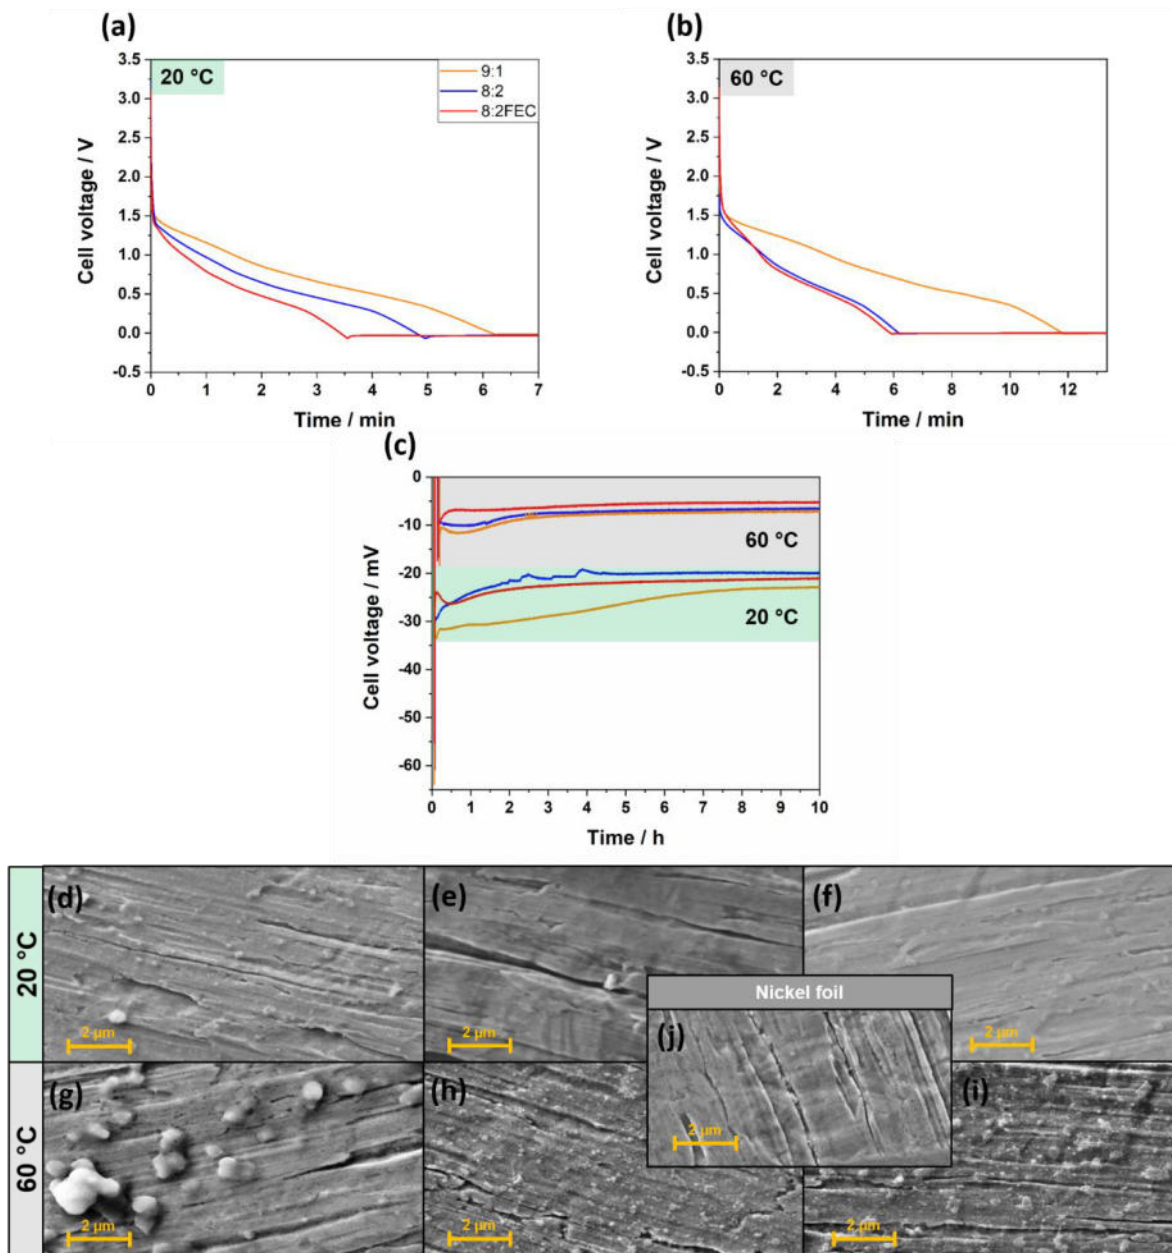 (a)
20 °C
9:1
8:2
8:2FEC
3.5
3.0
2.5
2.0
1.5
1.0
0.5
0.0
-0.5
Cell voltage / V
0 1 2 3 4 5 6 7
Time / min
(b)
60 °C
3.5
3.0
2.5
2.0
1.5
1.0
0.5
0.0
-0.5
Cell voltage / V
0 2 4 6 8 10 12
Time / min
(c)
0
-10
-20
-30
-40
-50
-60
Cell voltage / mV
60 °C
20 °C
0 1 2 3 4 5 6 7 8 9 10
Time / h
20 °C
(d)
2 µm
(e)
2 µm
(f)
2 µm
Nickel foil
(j)
2 µm
60 °C
(g)
2 µm
(h)
2 µm
(i)
2 µm